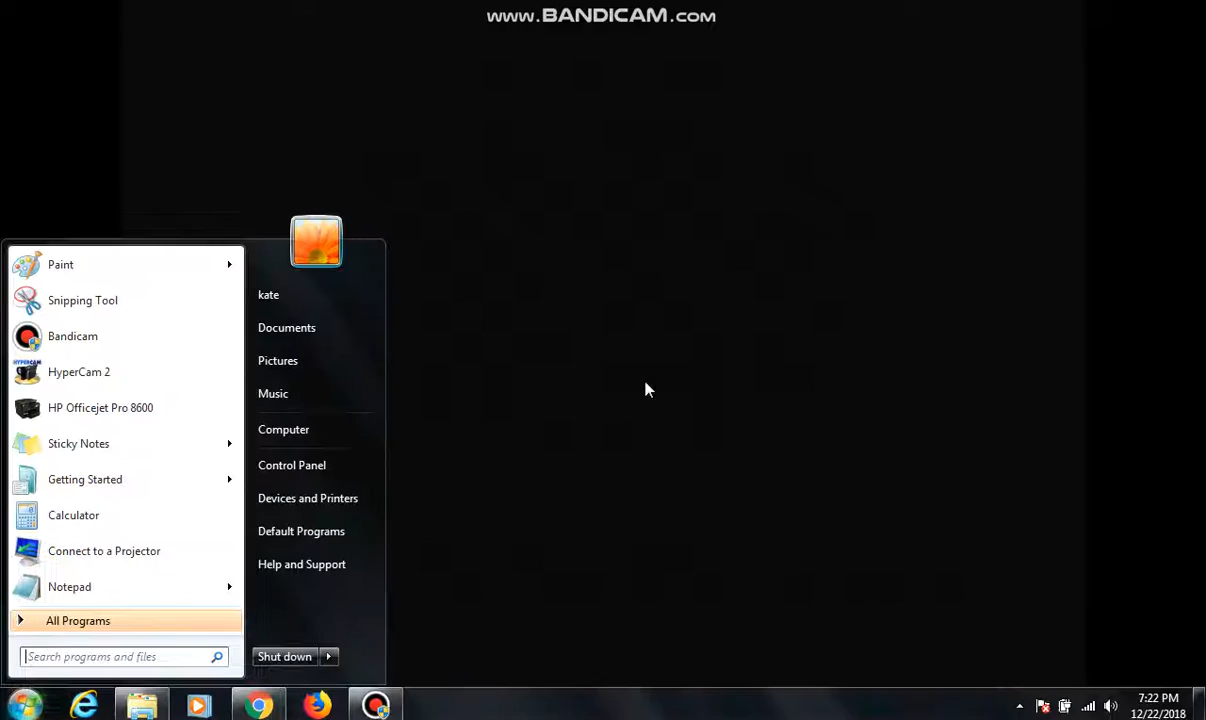 www.BANDICAM.com
Paint
Snipping Tool
Bandicam
HyperCam 2
HP Officejet Pro 8600
Sticky Notes
Getting Started
Calculator
Connect to a Projector
Notepad
All Programs
Search programs and files
kate
Documents
Pictures
Music
Computer
Control Panel
Devices and Printers
Default Programs
Help and Support
Shut down
7:22 PM
12/22/2018
HYPERCAM